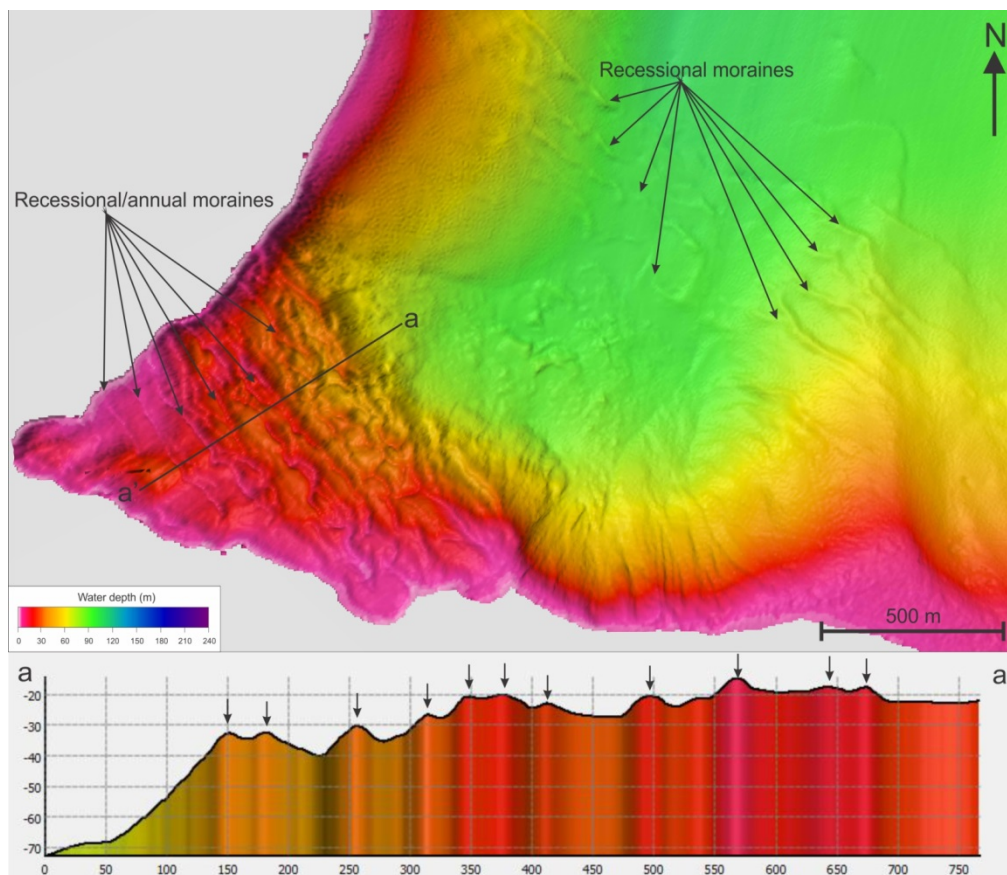 N
Recessional moraines
Recessional/annual moraines
a
a'
Water depth (m)
0 30 60 90 120 150 180 210 240
500 m
a a
-20
-30
-40
-50
-60
-70
0 50 100 150 200 250 300 350 400 450 500 550 600 650 700 750